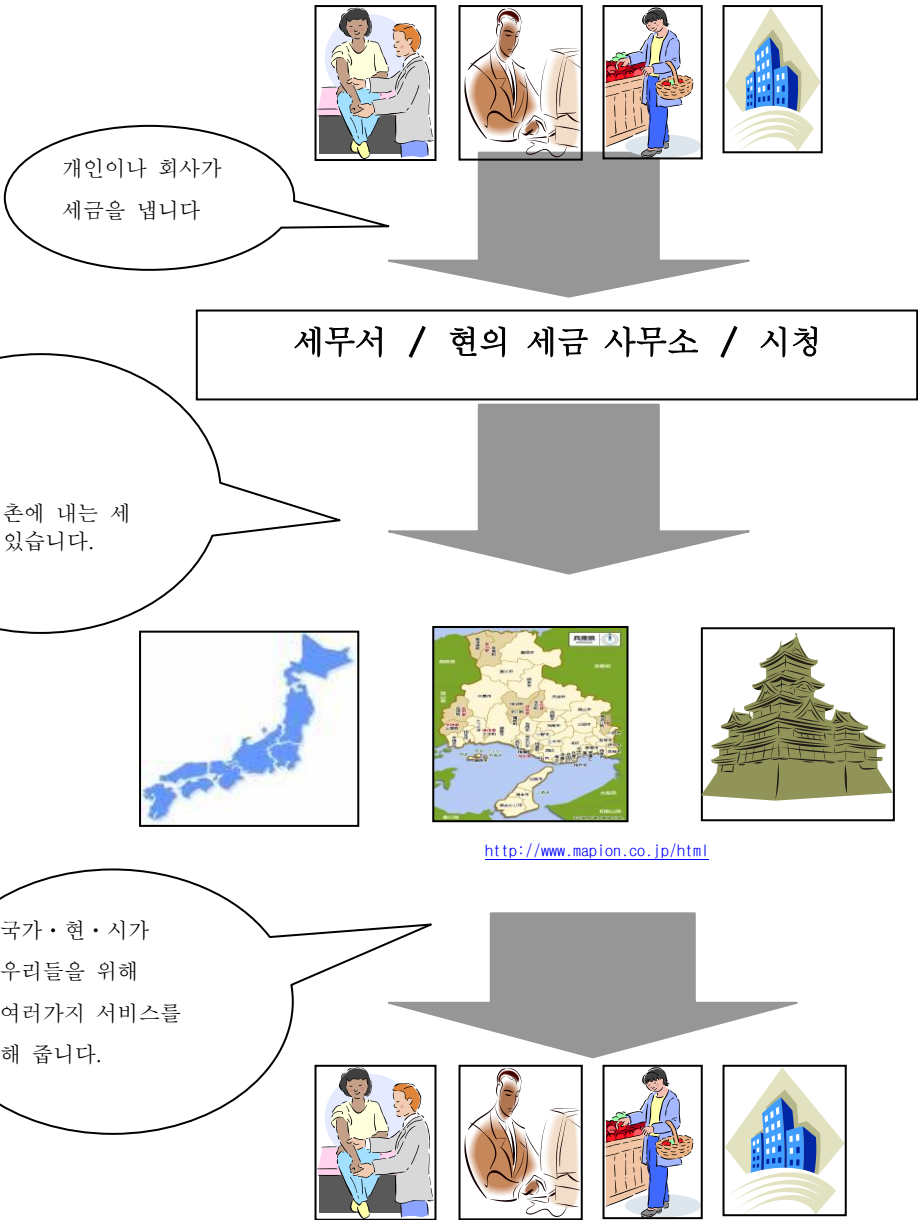 개인이나 회사가
세금을 냅니다
세무서 / 현의 세금 사무소 / 시청
촌에 내는 세
있습니다.
兵庫県
http://www.mapion.co.jp/html
국가・현・시가
우리들을 위해
여러가지 서비스를
해 줍니다.